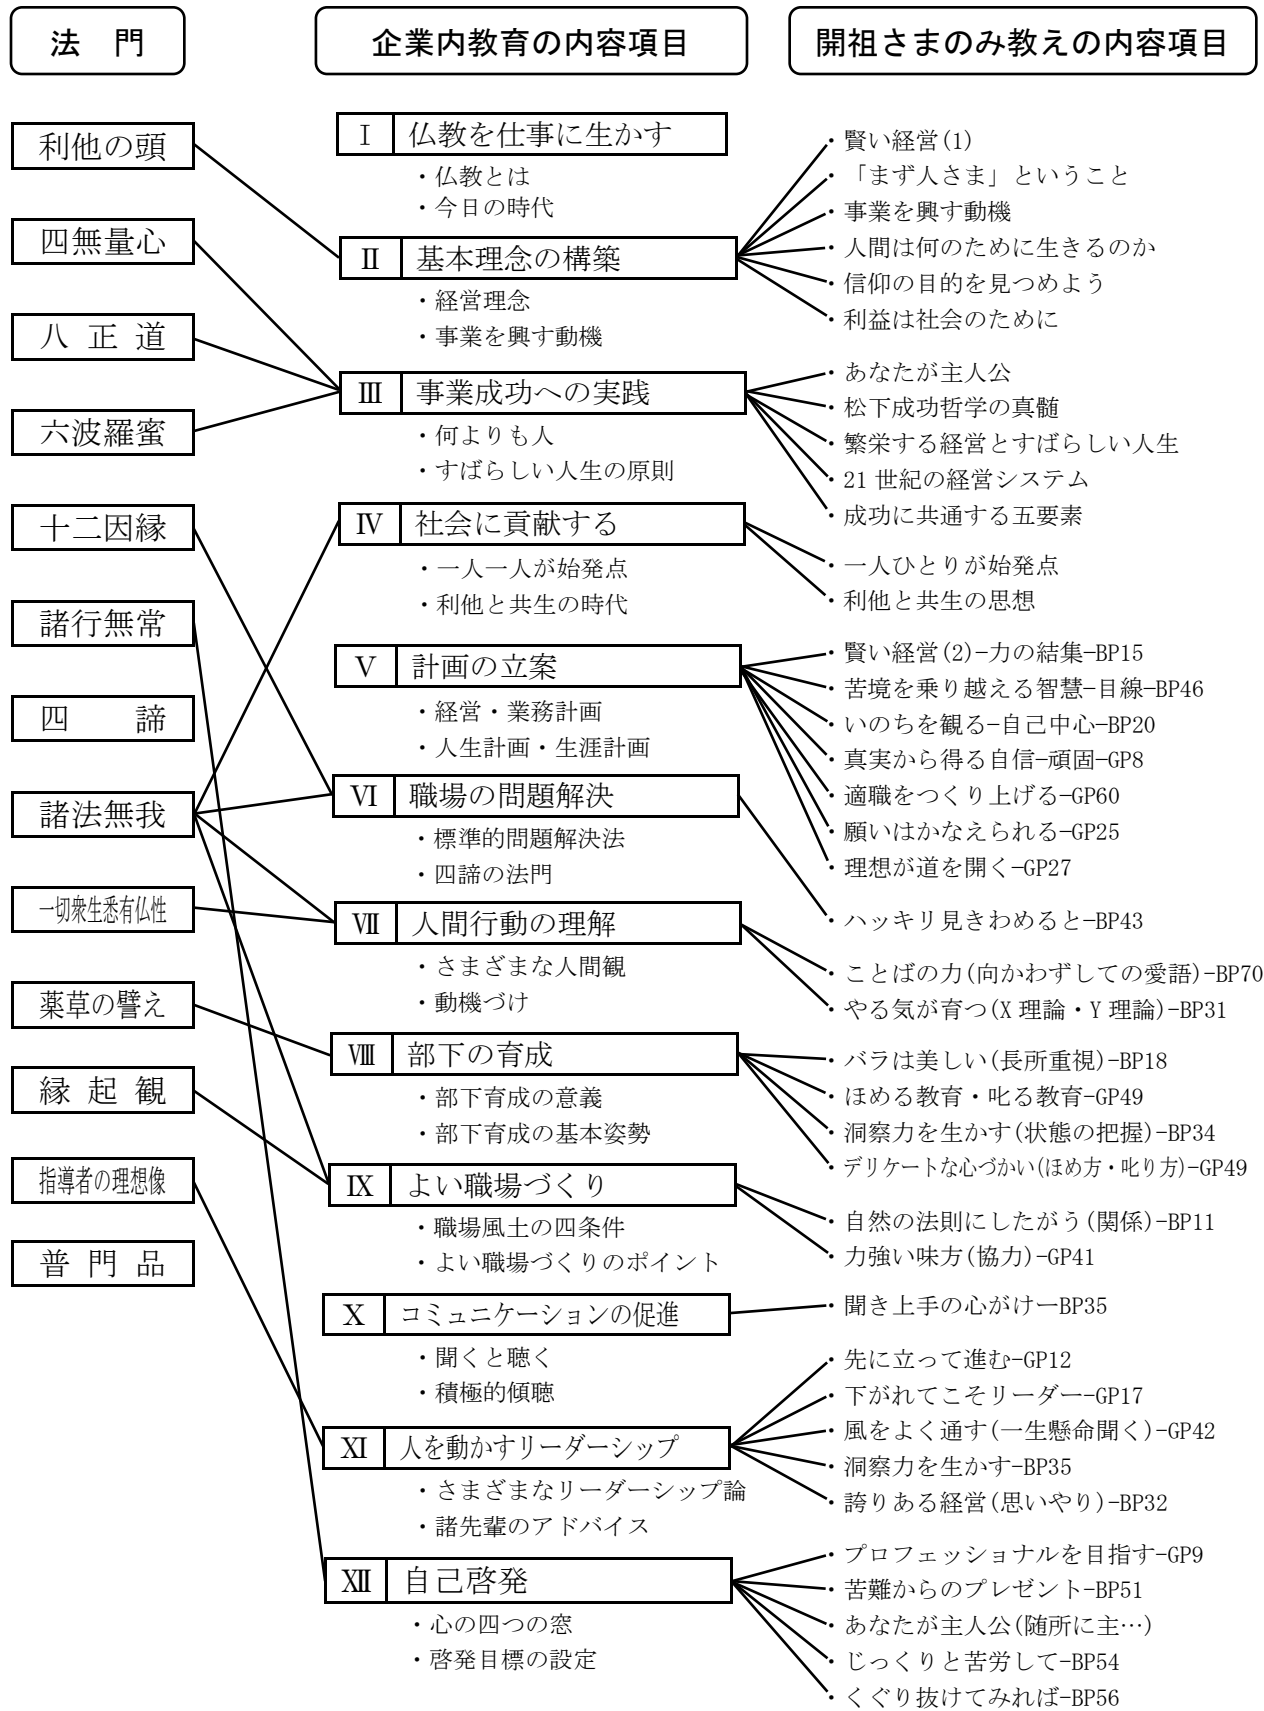 法　門
企業内教育の内容項目
開祖さまのみ教えの内容項目
利他の頭
四無量心
八 正 道
六波羅蜜
十二因縁
諸行無常
四　　諦
諸法無我
一切衆生悉有仏性
薬草の譬え
縁 起 観
指導者の理想像
普 門 品
Ⅰ 仏教を仕事に生かす
・仏教とは
・今日の時代
Ⅱ 基本理念の構築
・経営理念
・事業を興す動機
Ⅲ 事業成功への実践
・何よりも人
・すばらしい人生の原則
Ⅳ 社会に貢献する
・一人一人が始発点
・利他と共生の時代
Ⅴ 計画の立案
・経営・業務計画
・人生計画・生涯計画
Ⅵ 職場の問題解決
・標準的問題解決法
・四諦の法門
Ⅶ 人間行動の理解
・さまざまな人間観
・動機づけ
Ⅷ 部下の育成
・部下育成の意義
・部下育成の基本姿勢
Ⅸ よい職場づくり
・職場風土の四条件
・よい職場づくりのポイント
Ⅹ コミュニケーションの促進
・聞くと聴く
・積極的傾聴
Ⅺ 人を動かすリーダーシップ
・さまざまなリーダーシップ論
・諸先輩のアドバイス
Ⅻ 自己啓発
・心の四つの窓
・啓発目標の設定
・賢い経営(1)
・「まず人さま」ということ
・事業を興す動機
・人間は何のために生きるのか
・信仰の目的を見つめよう
・利益は社会のために
・あなたが主人公
・松下成功哲学の真髄
・繁栄する経営とすばらしい人生
・21世紀の経営システム
・成功に共通する五要素
・一人ひとりが始発点
・利他と共生の思想
・賢い経営(2)−力の結集−BP15
・苦境を乗り越える智慧−目線−BP46
・いのちを観る−自己中心−BP20
・真実から得る自信−頑固−GP8
・適職をつくり上げる−GP60
・願いはかなえられる−GP25
・理想が道を開く−GP27
・ハッキリ見きわめると−BP43
・ことばの力(向かわずしての愛語)−BP70
・やる気が育つ(X理論・Y理論)−BP31
・バラは美しい(長所重視)−BP18
・ほめる教育・叱る教育−GP49
・洞察力を生かす(状態の把握)−BP34
・デリケートな心づかい(ほめ方・叱り方)−GP49
・自然の法則にしたがう(関係)−BP11
・力強い味方(協力)−GP41
・聞き上手の心がけーBP35
・先に立って進む−GP12
・下がれてこそリーダー−GP17
・風をよく通す(一生懸命聞く)−GP42
・洞察力を生かす−BP35
・誇りある経営(思いやり)−BP32
・プロフェッショナルを目指す−GP9
・苦難からのプレゼント−BP51
・あなたが主人公(随所に主…)
・じっくりと苦労して−BP54
・くぐり抜けてみれば−BP56